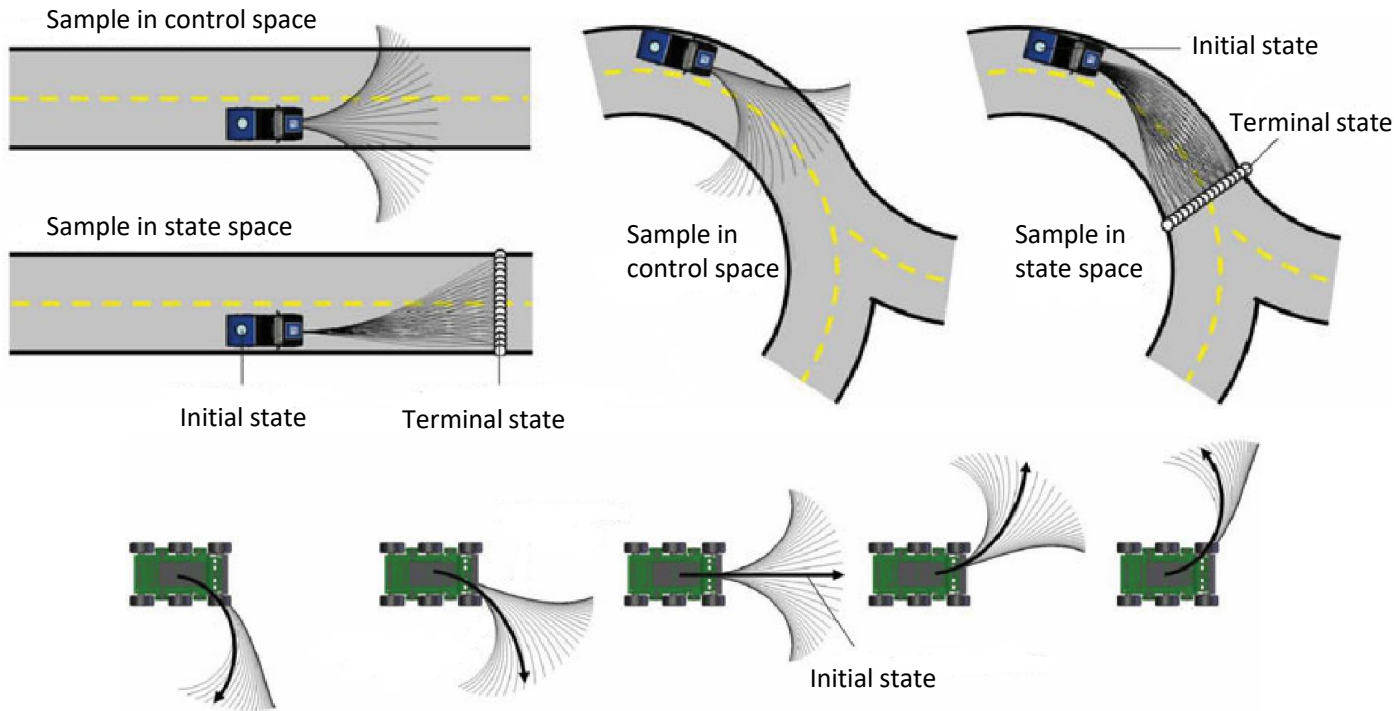 Sample in control space
Sample in state space
Initial state
Terminal state
Sample in
control space
Initial state
Terminal state
Sample in
state space
Initial state